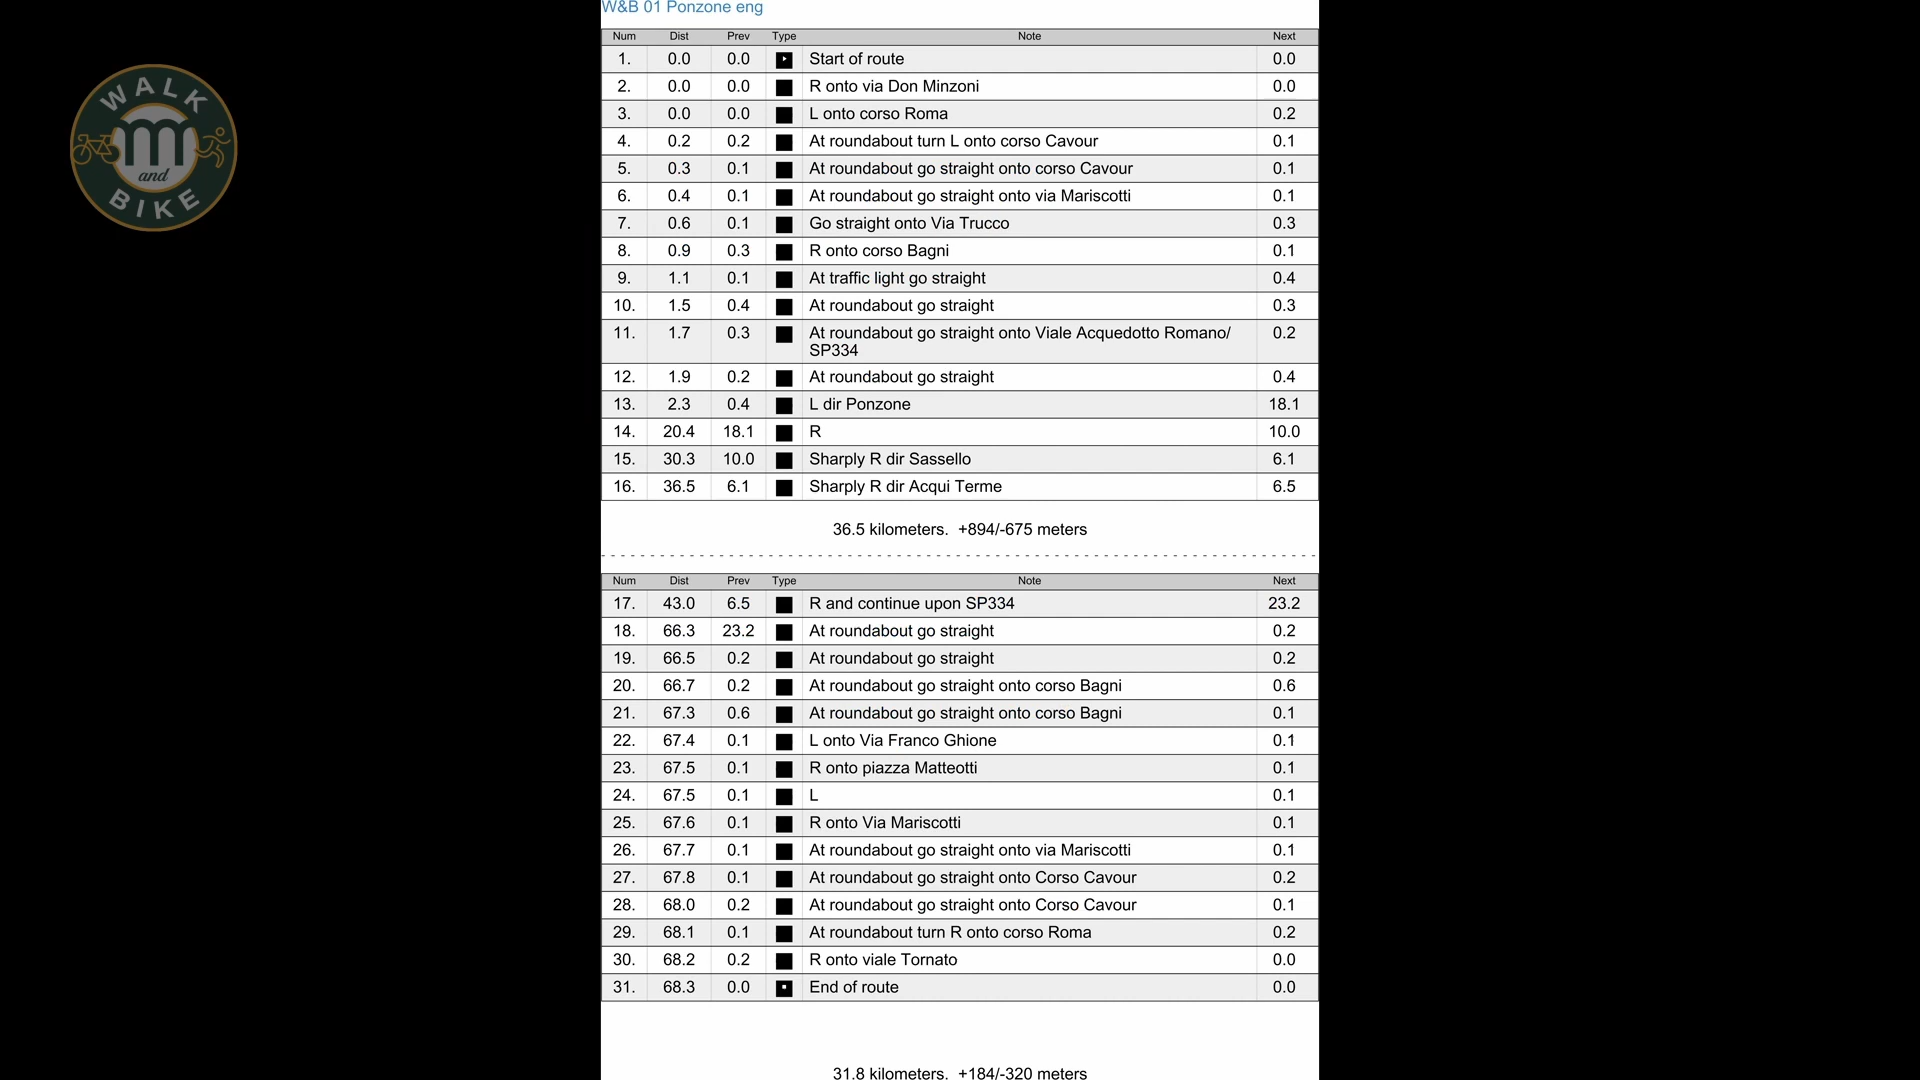 W&B 01 Ponzone eng
WALK
m
and
BIKE
Num Dist Prev Type Note Next
1. 0.0 0.0 Start of route 0.0
2. 0.0 0.0 R onto via Don Minzoni 0.0
3. 0.0 0.0 L onto corso Roma 0.2
4. 0.2 0.2 At roundabout turn L onto corso Cavour 0.1
5. 0.3 0.1 At roundabout go straight onto corso Cavour 0.1
6. 0.4 0.1 At roundabout go straight onto via Mariscotti 0.1
7. 0.6 0.1 Go straight onto Via Trucco 0.3
8. 0.9 0.3 R onto corso Bagni 0.1
9. 1.1 0.1 At traffic light go straight 0.4
10. 1.5 0.4 At roundabout go straight 0.3
11. 1.7 0.3 At roundabout go straight onto Viale Acquedotto Romano/ 0.2
SP334
12. 1.9 0.2 At roundabout go straight 0.4
13. 2.3 0.4 L dir Ponzone 18.1
14. 20.4 18.1 R 10.0
15. 30.3 10.0 Sharply R dir Sassello 6.1
16. 36.5 6.1 Sharply R dir Acqui Terme 6.5
36.5 kilometers. +894/-675 meters
Num Dist Prev Type Note Next
17. 43.0 6.5 R and continue upon SP334 23.2
18. 66.3 23.2 At roundabout go straight 0.2
19. 66.5 0.2 At roundabout go straight 0.2
20. 66.7 0.2 At roundabout go straight onto corso Bagni 0.6
21. 67.3 0.6 At roundabout go straight onto corso Bagni 0.1
22. 67.4 0.1 L onto Via Franco Ghione 0.1
23. 67.5 0.1 R onto piazza Matteotti 0.1
24. 67.5 0.1 L 0.1
25. 67.6 0.1 R onto Via Mariscotti 0.1
26. 67.7 0.1 At roundabout go straight onto via Mariscotti 0.1
27. 67.8 0.1 At roundabout go straight onto Corso Cavour 0.2
28. 68.0 0.2 At roundabout go straight onto Corso Cavour 0.1
29. 68.1 0.1 At roundabout turn R onto corso Roma 0.2
30. 68.2 0.2 R onto viale Tornato 0.0
31. 68.3 0.0 End of route 0.0
31.8 kilometers. +184/-320 meters